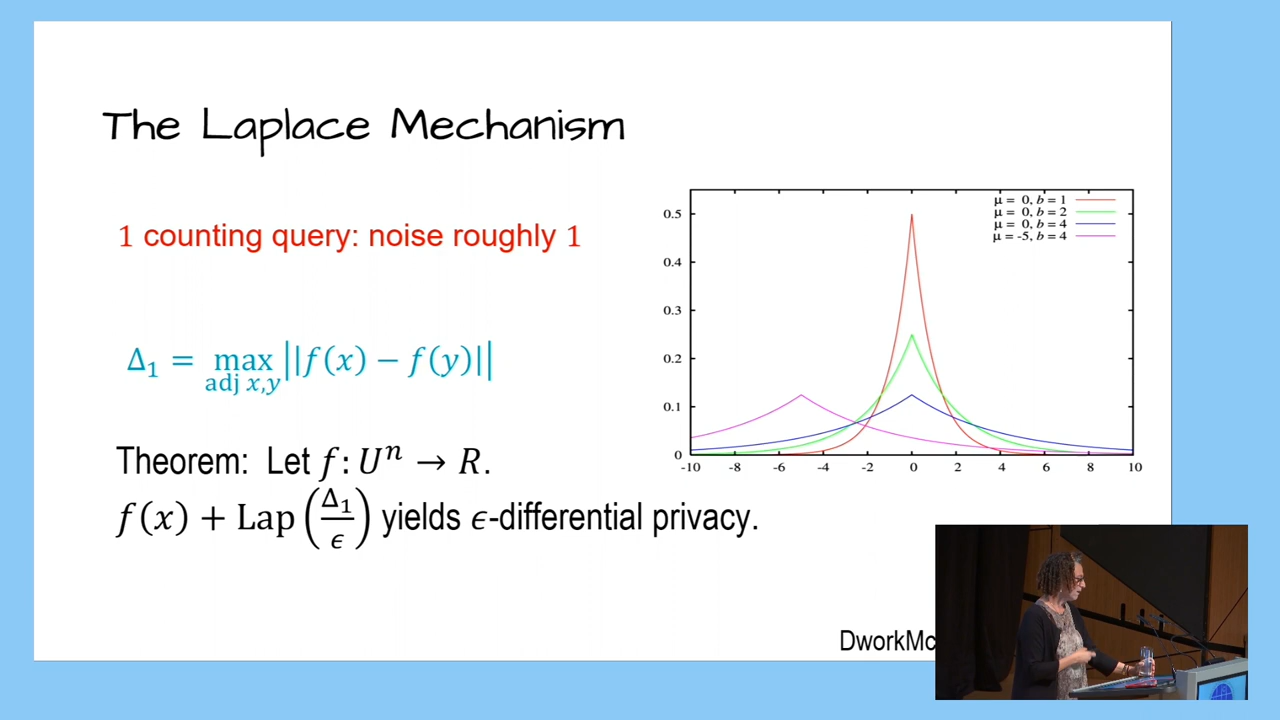 The Laplace Mechanism
1 counting query: noise roughly 1
Δ₁ = max ||f(x) − f(y)||
adj x,y
Theorem: Let f: Uⁿ → R.
f(x) + Lap (Δ₁/ϵ) yields ϵ-differential privacy.
μ = 0, b = 1
μ = 0, b = 2
μ = 0, b = 4
μ = -5, b = 4
0.5
0.4
0.3
0.2
0.1
0
-10 -8 -6 -4 -2 0 2 4 6 8 10
DworkMc